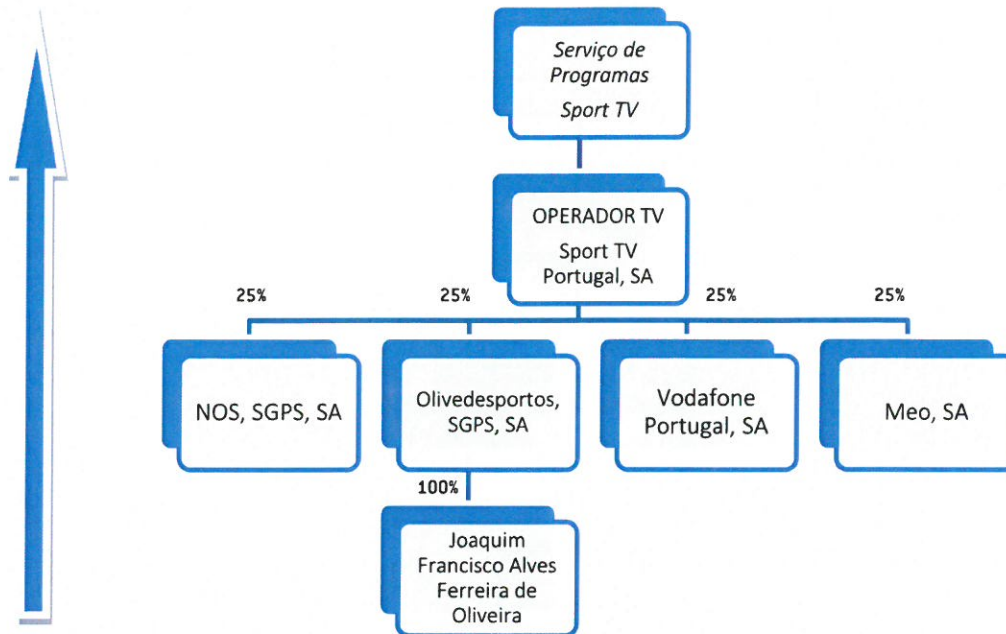 Serviço de
Programas
Sport TV
OPERADOR TV
Sport TV
Portugal, SA
25% 25% 25% 25%
NOS, SGPS, SA
Olivedesportos,
SGPS, SA
Vodafone
Portugal, SA
Meo, SA
100%
Joaquim
Francisco Alves
Ferreira de
Oliveira